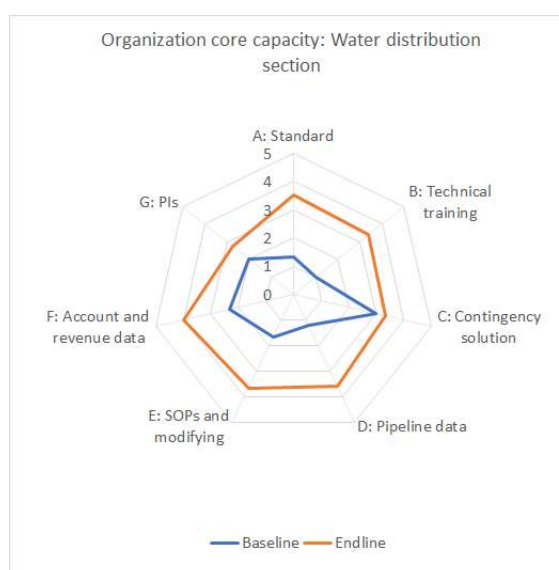 Organization core capacity: Water distribution
section
A: Standard
5
4
3
2
1
0
B: Technical
training
C: Contingency
solution
D: Pipeline data
E: SOPs and
modifying
F: Account and
revenue data
G: PIs
Baseline
Endline